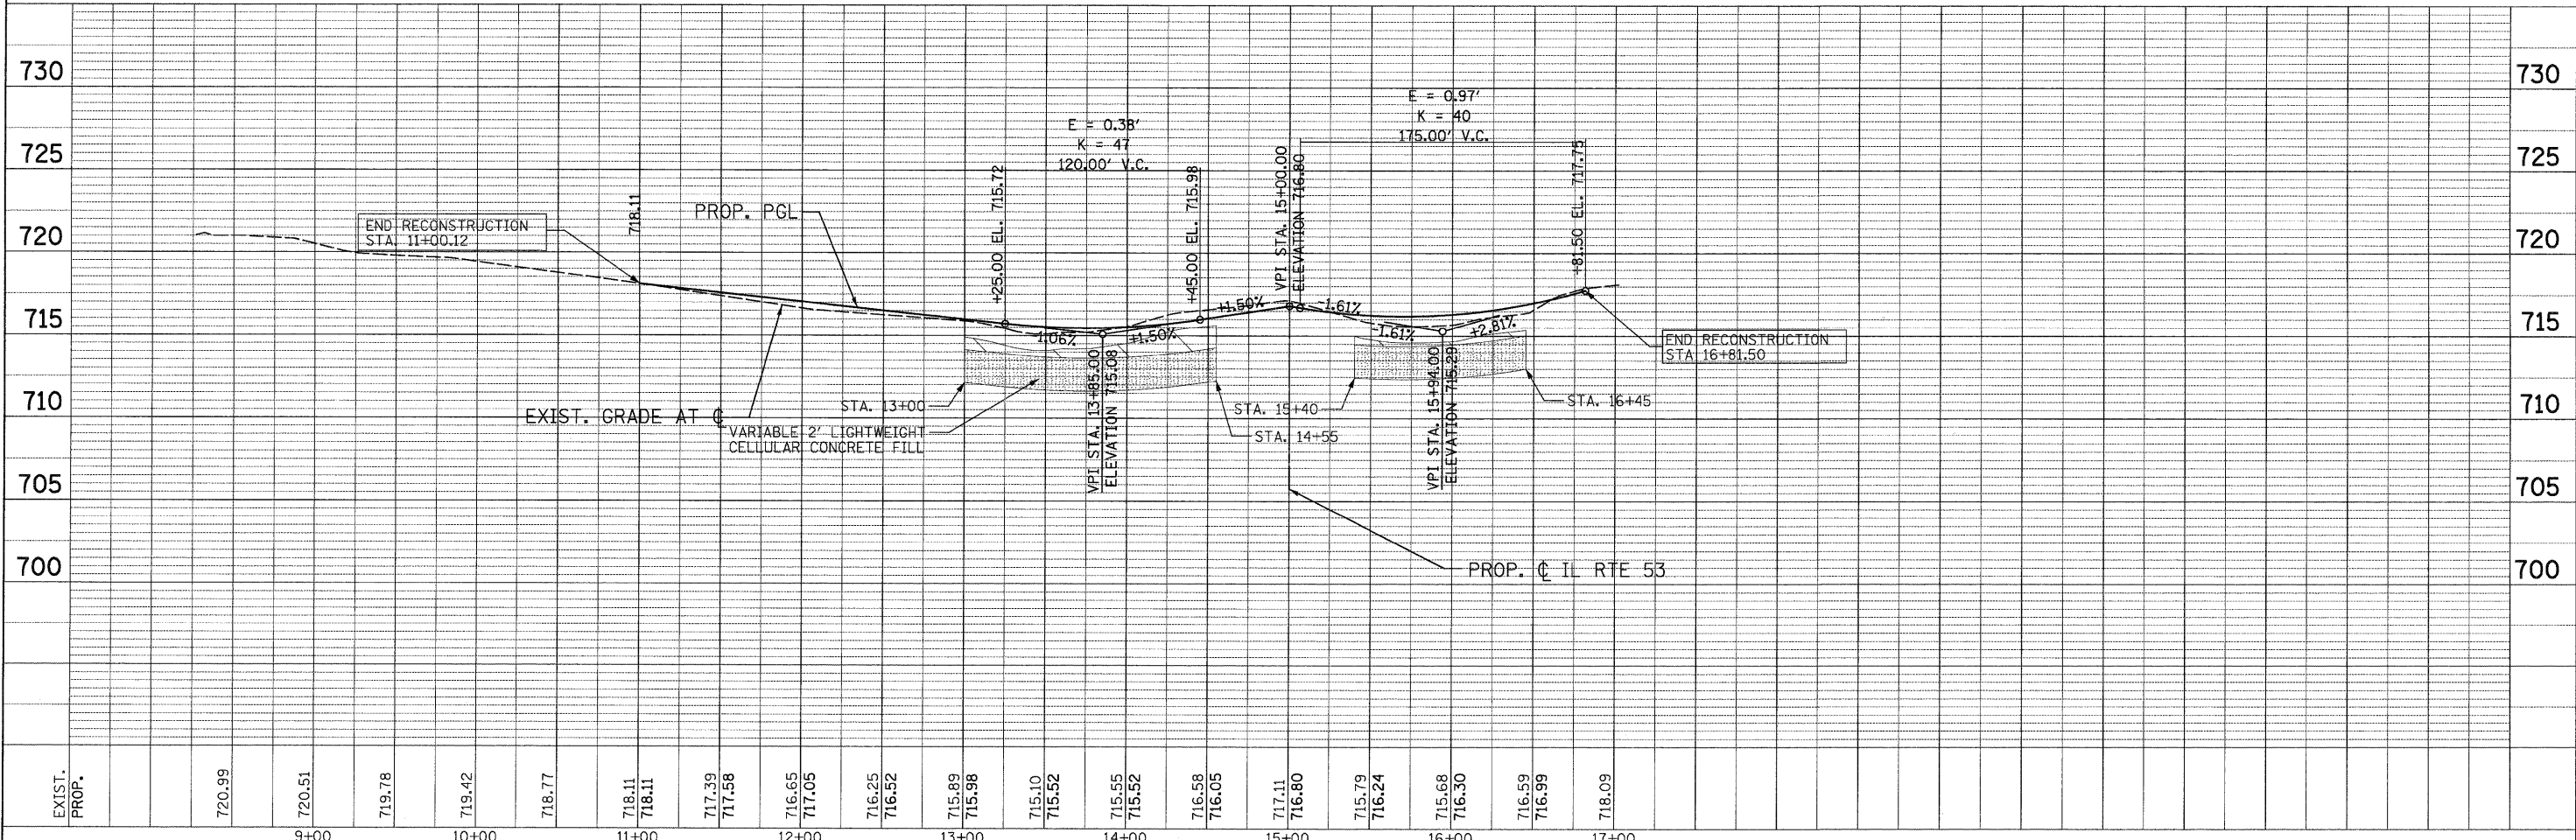 730
725
720
715
710
705
700
730
725
720
715
710
705
700
E = 0.97'
K = 40
175.00' V.C.
E = 0.38'
K = 47
120.00' V.C.
END RECONSTRUCTION
STA. 11+00.12
718.11
PROP. PGL
+25.00 EL. 715.72
+45.00 EL. 715.98
VPI STA. 15+00.00
ELEVATION 716.80
+81.50 EL. 717.75
-1.06%
+1.50%
+1.50%
-1.61%
-1.61%
+2.81%
VPI STA. 13+85.00
ELEVATION 715.08
VPI STA. 15+94.00
ELEVATION 715.29
END RECONSTRUCTION
STA 16+81.50
EXIST. GRADE AT ℄
STA. 13+00
VARIABLE 2' LIGHTWEIGHT
CELLULAR CONCRETE FILL
STA. 14+55
STA. 15+40
STA. 16+45
PROP. ℄ IL RTE 53
EXIST.
PROP.
720.99
720.51
719.78
719.42
718.77
718.11
718.11
717.39
717.58
716.65
717.05
716.25
716.52
715.89
715.98
715.10
715.52
715.55
715.52
716.58
716.05
717.11
716.80
715.79
716.24
715.68
716.30
716.59
716.99
718.09
9+00
10+00
11+00
12+00
13+00
14+00
15+00
16+00
17+00